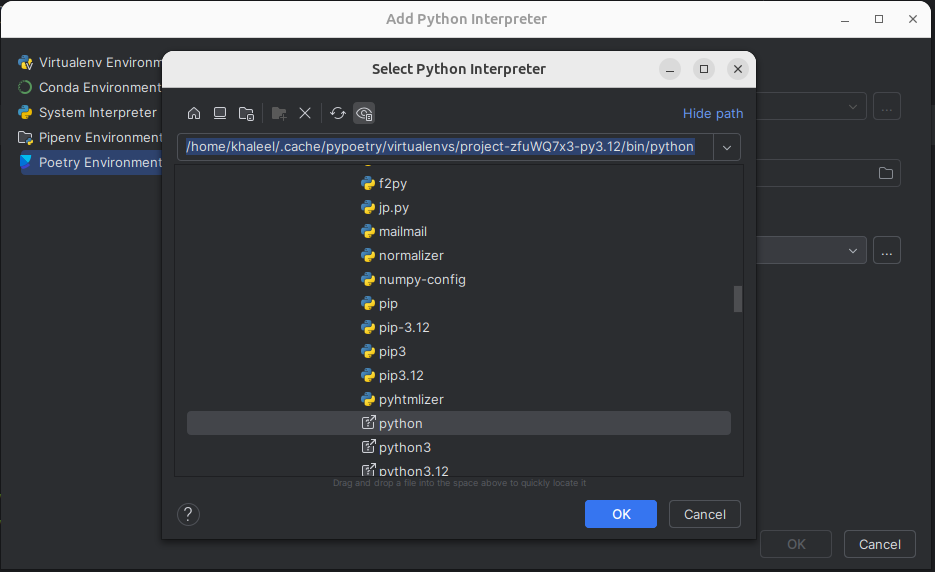 Add Python Interpreter
Virtualenv Environm
Conda Environment
System Interpreter
Pipenv Environment
Poetry Environment
Select Python Interpreter
Hide path
/home/khaleel/.cache/pypoetry/virtualenvs/project-zfuWQ7x3-py3.12/bin/python
f2py
jp.py
mailmail
normalizer
numpy-config
pip
pip-3.12
pip3
pip3.12
pyhtmlizer
python
python3
python3.12
Drag and drop a file into the space above to quickly locate it
?
OK
Cancel
...
...
OK
Cancel